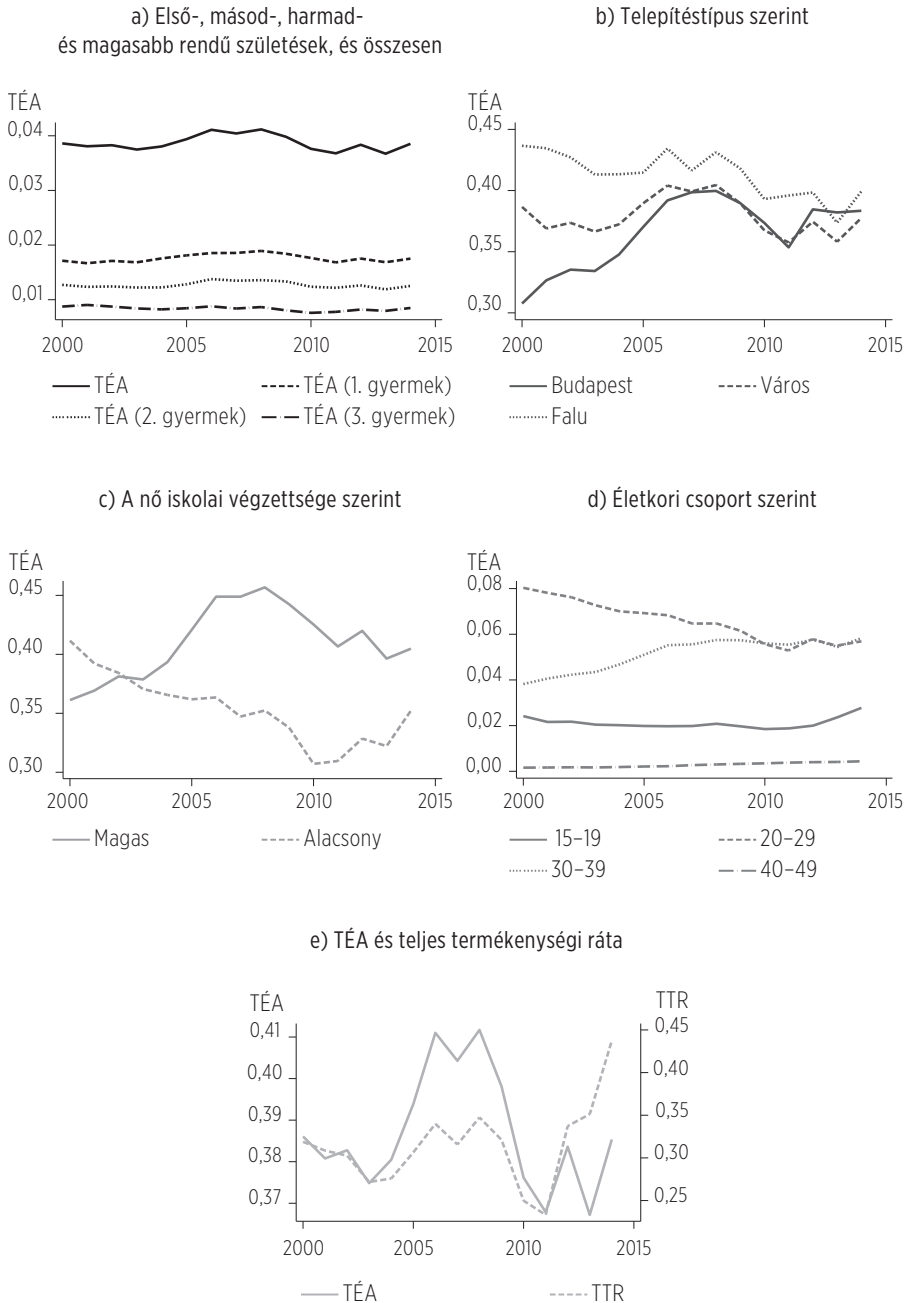 a) Első-, másod-, harmad-
és magasabb rendű születések, és összesen
TÉA
0,04
0,03
0,02
0,01
2000 2005 2010 2015
TÉA TÉA (1. gyermek)
TÉA (2. gyermek) TÉA (3. gyermek)
b) Telepítéstípus szerint
TÉA
0,45
0,40
0,35
0,30
2000 2005 2010 2015
Budapest Város
Falu
c) A nő iskolai végzettsége szerint
TÉA
0,45
0,40
0,35
0,30
2000 2005 2010 2015
Magas Alacsony
d) Életkori csoport szerint
TÉA
0,08
0,06
0,04
0,02
0,00
2000 2005 2010 2015
15–19 20–29
30–39 40–49
e) TÉA és teljes termékenységi ráta
TÉA TTR
0,41 0,45
0,40 0,40
0,39 0,35
0,38 0,30
0,37 0,25
2000 2005 2010 2015
TÉA TTR